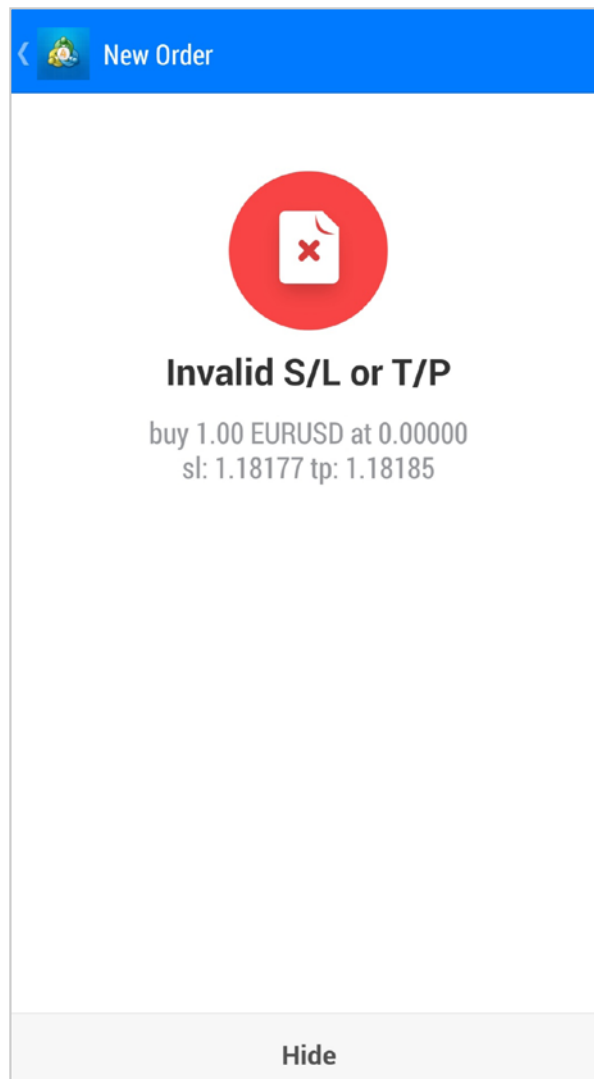 New Order
Invalid S/L or T/P
buy 1.00 EURUSD at 0.00000
sl: 1.18177 tp: 1.18185
Hide